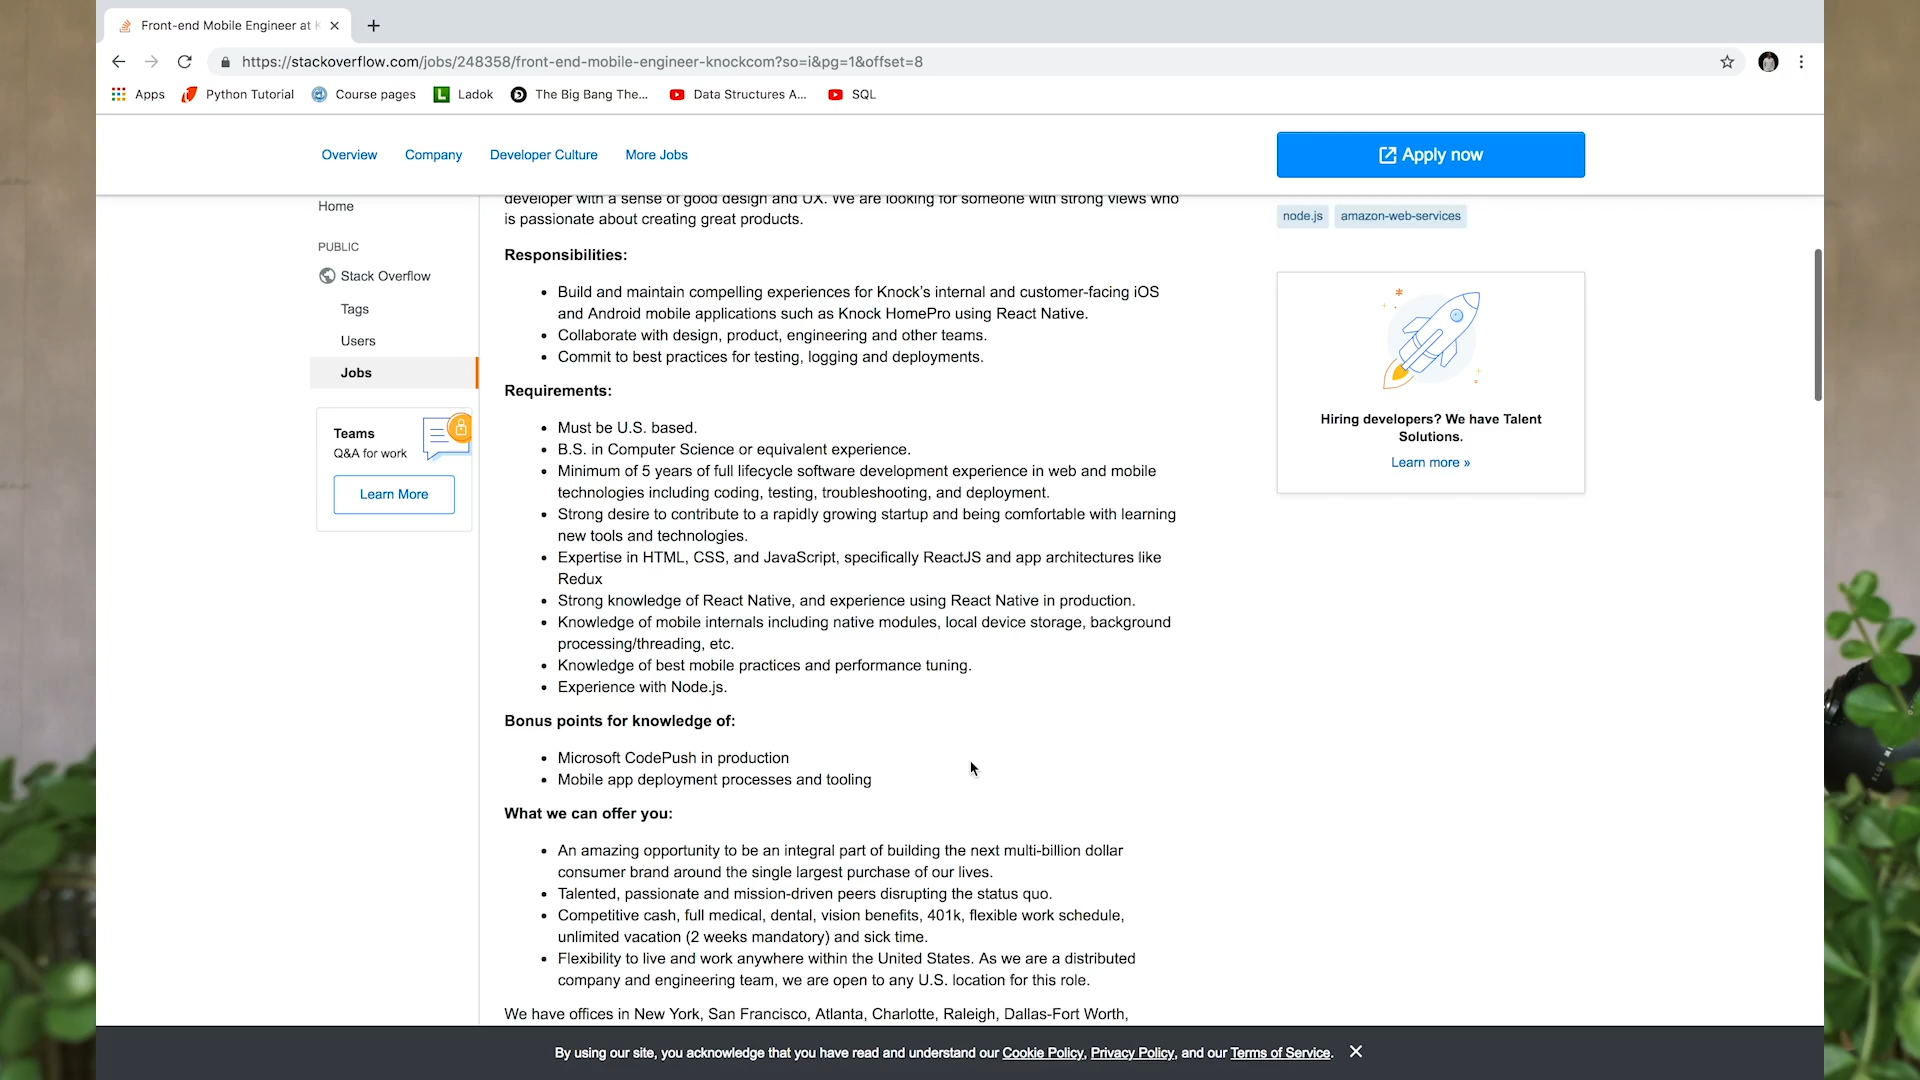 Front-end Mobile Engineer at K
https://stackoverflow.com/jobs/248358/front-end-mobile-engineer-knockcom?so=i&pg=1&offset=8
Apps Python Tutorial Course pages Ladok The Big Bang The... Data Structures A... SQL
Overview Company Developer Culture More Jobs Apply now
Home
PUBLIC
Stack Overflow
Tags
Users
Jobs
Teams
Q&A for work
Learn More
developer with a sense of good design and UX. We are looking for someone with strong views who
is passionate about creating great products.
Responsibilities:
• Build and maintain compelling experiences for Knock's internal and customer-facing iOS
and Android mobile applications such as Knock HomePro using React Native.
• Collaborate with design, product, engineering and other teams.
• Commit to best practices for testing, logging and deployments.
Requirements:
• Must be U.S. based.
• B.S. in Computer Science or equivalent experience.
• Minimum of 5 years of full lifecycle software development experience in web and mobile
technologies including coding, testing, troubleshooting, and deployment.
• Strong desire to contribute to a rapidly growing startup and being comfortable with learning
new tools and technologies.
• Expertise in HTML, CSS, and JavaScript, specifically ReactJS and app architectures like
Redux
• Strong knowledge of React Native, and experience using React Native in production.
• Knowledge of mobile internals including native modules, local device storage, background
processing/threading, etc.
• Knowledge of best mobile practices and performance tuning.
• Experience with Node.js.
Bonus points for knowledge of:
• Microsoft CodePush in production
• Mobile app deployment processes and tooling
What we can offer you:
• An amazing opportunity to be an integral part of building the next multi-billion dollar
consumer brand around the single largest purchase of our lives.
• Talented, passionate and mission-driven peers disrupting the status quo.
• Competitive cash, full medical, dental, vision benefits, 401k, flexible work schedule,
unlimited vacation (2 weeks mandatory) and sick time.
• Flexibility to live and work anywhere within the United States. As we are a distributed
company and engineering team, we are open to any U.S. location for this role.
We have offices in New York, San Francisco, Atlanta, Charlotte, Raleigh, Dallas-Fort Worth,
node.js amazon-web-services
Hiring developers? We have Talent
Solutions.
Learn more »
By using our site, you acknowledge that you have read and understand our Cookie Policy, Privacy Policy, and our Terms of Service.